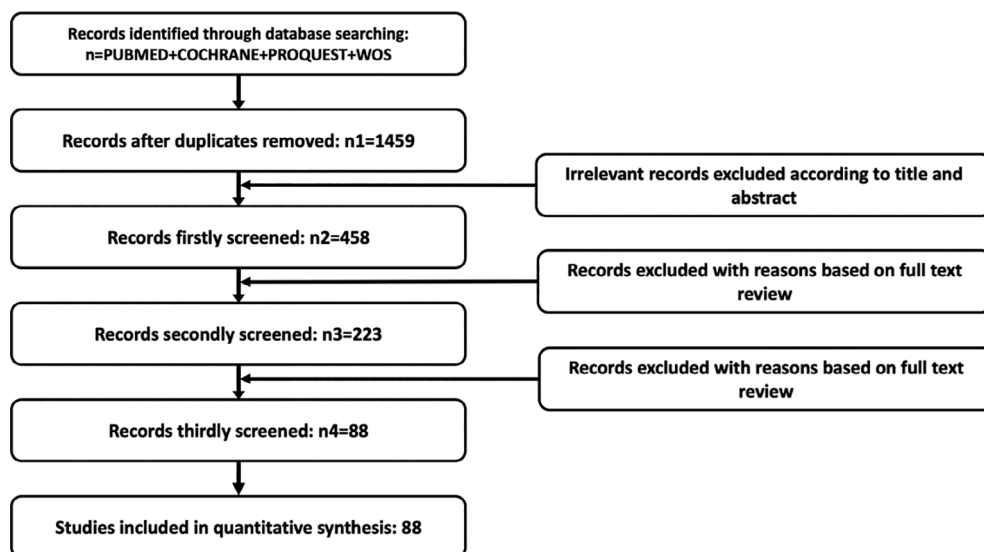 Records identified through database searching:
n=PUBMED+COCHRANE+PROQUEST+WOS
Records after duplicates removed: n1=1459
Irrelevant records excluded according to title and
abstract
Records firstly screened: n2=458
Records excluded with reasons based on full text
review
Records secondly screened: n3=223
Records excluded with reasons based on full text
review
Records thirdly screened: n4=88
Studies included in quantitative synthesis: 88